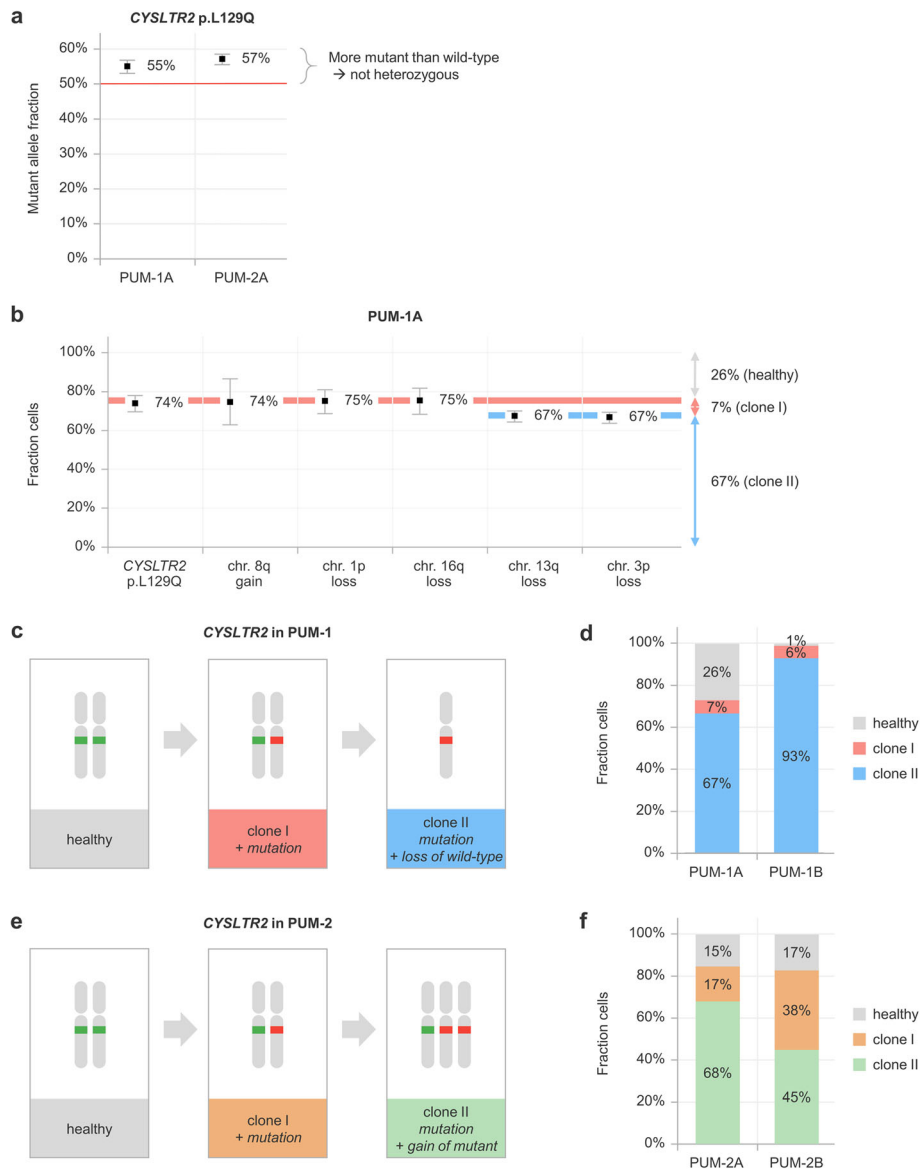 a
CYSLTR2 p.L129Q
Mutant allele fraction
60%
50%
40%
30%
20%
10%
0%
55%
57%
More mutant than wild-type
→ not heterozygous
PUM-1A
PUM-2A
b
PUM-1A
Fraction cells
100%
80%
60%
40%
20%
0%
74%
74%
75%
75%
67%
67%
26% (healthy)
7% (clone I)
67% (clone II)
CYSLTR2
p.L129Q
chr. 8q
gain
chr. 1p
loss
chr. 16q
loss
chr. 13q
loss
chr. 3p
loss
c
CYSLTR2 in PUM-1
healthy
clone I
+ mutation
clone II
mutation
+ loss of wild-type
d
Fraction cells
100%
80%
60%
40%
20%
0%
26%
7%
67%
1%
6%
93%
PUM-1A
PUM-1B
healthy
clone I
clone II
e
CYSLTR2 in PUM-2
healthy
clone I
+ mutation
clone II
mutation
+ gain of mutant
f
Fraction cells
100%
80%
60%
40%
20%
0%
15%
17%
68%
17%
38%
45%
PUM-2A
PUM-2B
healthy
clone I
clone II